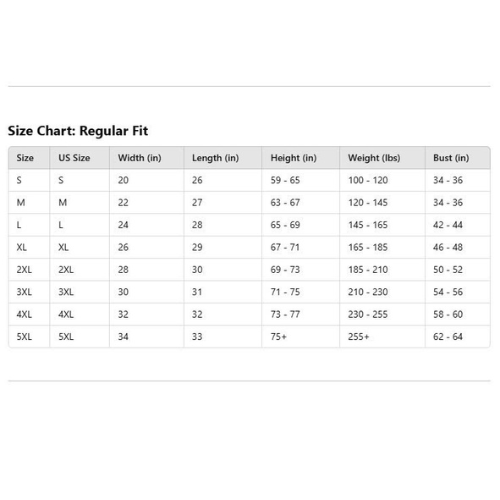 Size Chart: Regular Fit
Size US Size Width (in) Length (in) Height (in) Weight (lbs) Bust (in)
S S 20 26 59 - 65 100 - 120 34 - 36
M M 22 27 63 - 67 120 - 145 34 - 36
L L 24 28 65 - 69 145 - 165 42 - 44
XL XL 26 29 67 - 71 165 - 185 46 - 48
2XL 2XL 28 30 69 - 73 185 - 210 50 - 52
3XL 3XL 30 31 71 - 75 210 - 230 54 - 56
4XL 4XL 32 32 73 - 77 230 - 255 58 - 60
5XL 5XL 34 33 75+ 255+ 62 - 64